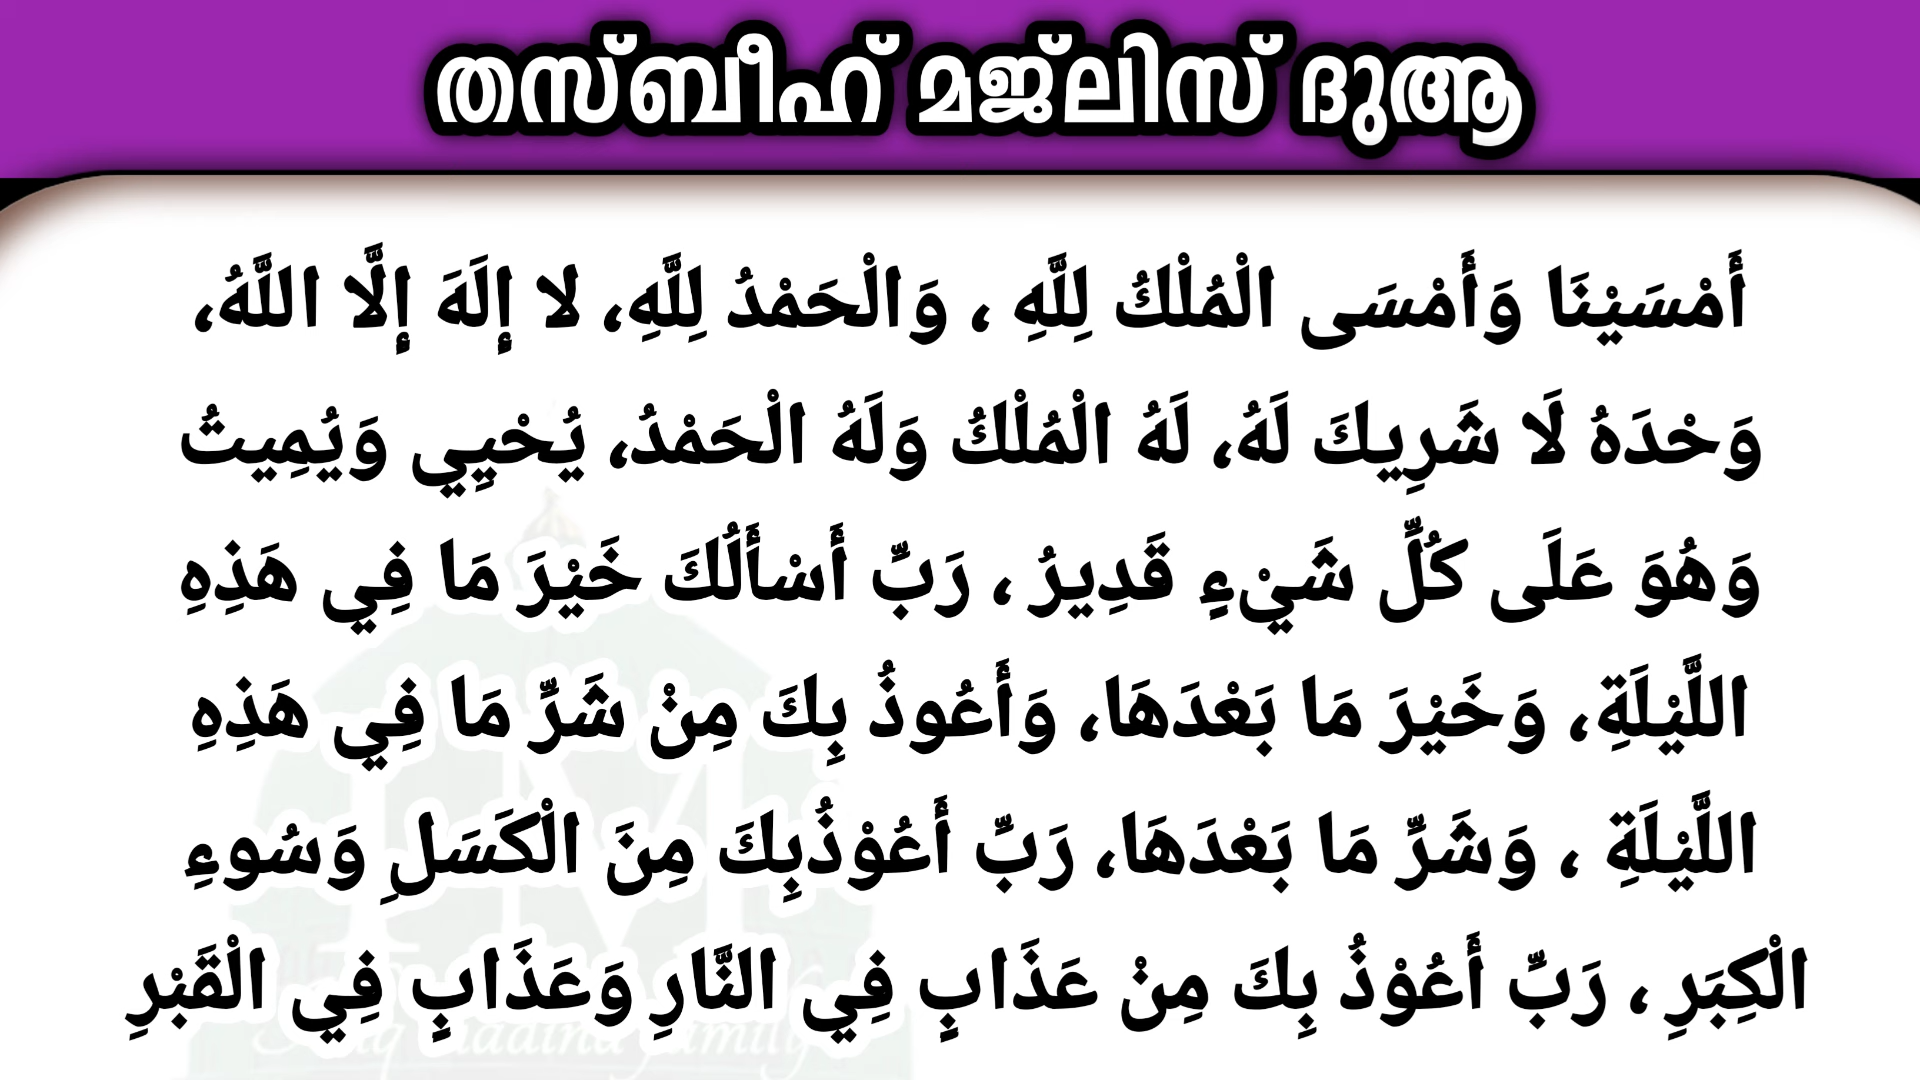 തസ്ബീഹ് മജ്ലിസ് ദുആ
أَمْسَيْنَا وَأَمْسَى الْمُلْكُ لِلَّهِ ، وَالْحَمْدُ لِلَّهِ، لا إِلَهَ إِلَّا اللَّهُ،
وَحْدَهُ لَا شَرِيكَ لَهُ، لَهُ الْمُلْكُ وَلَهُ الْحَمْدُ، يُحْيِي وَيُمِيتُ
وَهُوَ عَلَى كُلِّ شَيْءٍ قَدِيرُ ، رَبِّ أَسْأَلُكَ خَيْرَ مَا فِي هَذِهِ
اللَّيْلَةِ، وَخَيْرَ مَا بَعْدَهَا، وَأَعُوذُ بِكَ مِنْ شَرِّ مَا فِي هَذِهِ
اللَّيْلَةِ ، وَشَرِّ مَا بَعْدَهَا، رَبِّ أَعُوْذُبِكَ مِنَ الْكَسَلِ وَسُوءِ
الْكِبَرِ ، رَبِّ أَعُوْذُ بِكَ مِنْ عَذَابٍ فِي النَّارِ وَعَذَابٍ فِي الْقَبْرِ
family